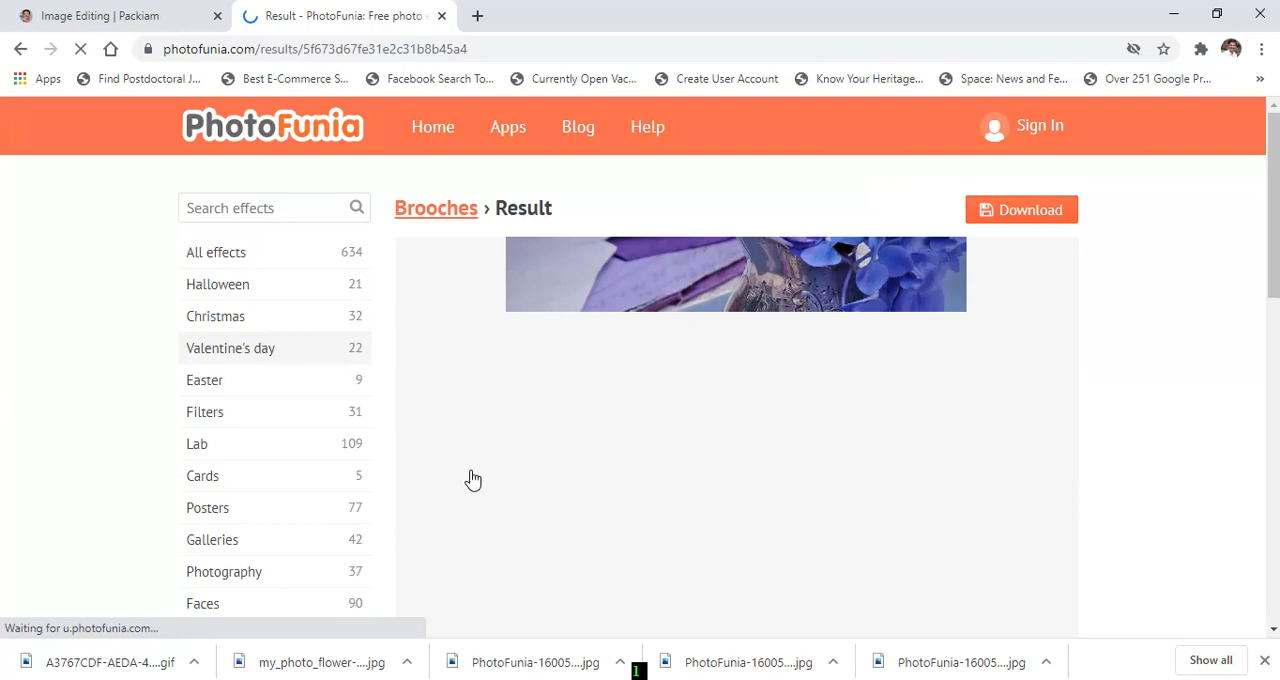 Image Editing | Packiam
Result - PhotoFunia: Free photo e
photofunia.com/results/5f673d67fe31e2c31b8b45a4
Apps
Find Postdoctoral J...
Best E-Commerce S...
Facebook Search To...
Currently Open Vac...
Create User Account
Know Your Heritage...
Space: News and Fe...
Over 251 Google Pr...
»
PhotoFunia
Home
Apps
Blog
Help
Sign In
Search effects
Brooches › Result
Download
All effects 634
Halloween 21
Christmas 32
Valentine's day 22
Easter 9
Filters 31
Lab 109
Cards 5
Posters 77
Galleries 42
Photography 37
Faces 90
Waiting for u.photofunia.com...
A3767CDF-AEDA-4....gif
my_photo_flower-...jpg
PhotoFunia-16005....jpg
PhotoFunia-16005....jpg
PhotoFunia-16005....jpg
Show all
1